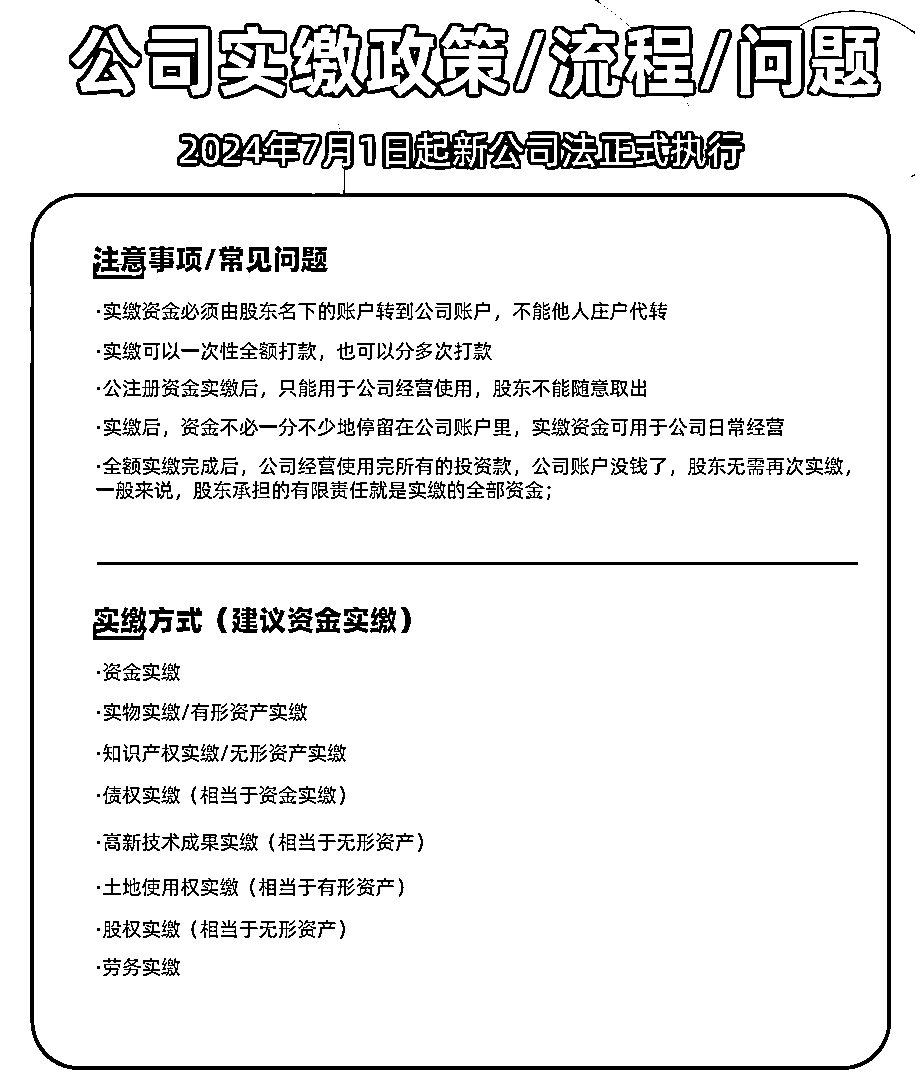 公司实缴政策/流程/问题
2024年7月1日起新公司法正式执行
注意事项/常见问题
·实缴资金必须由股东名下的账户转到公司账户，不能他人庄户代转
·实缴可以一次性全额打款，也可以分多次打款
·公注册资金实缴后，只能用于公司经营使用，股东不能随意取出
·实缴后，资金不必一分不少地停留在公司账户里，实缴资金可用于公司日常经营
·全额实缴完成后，公司经营使用完所有的投资款，公司账户没钱了，股东无需再次实缴，
一般来说，股东承担的有限责任就是实缴的全部资金；
实缴方式（建议资金实缴）
·资金实缴
·实物实缴/有形资产实缴
·知识产权实缴/无形资产实缴
·债权实缴（相当于资金实缴）
·高新技术成果实缴（相当于无形资产）
·土地使用权实缴（相当于有形资产）
·股权实缴（相当于无形资产）
·劳务实缴